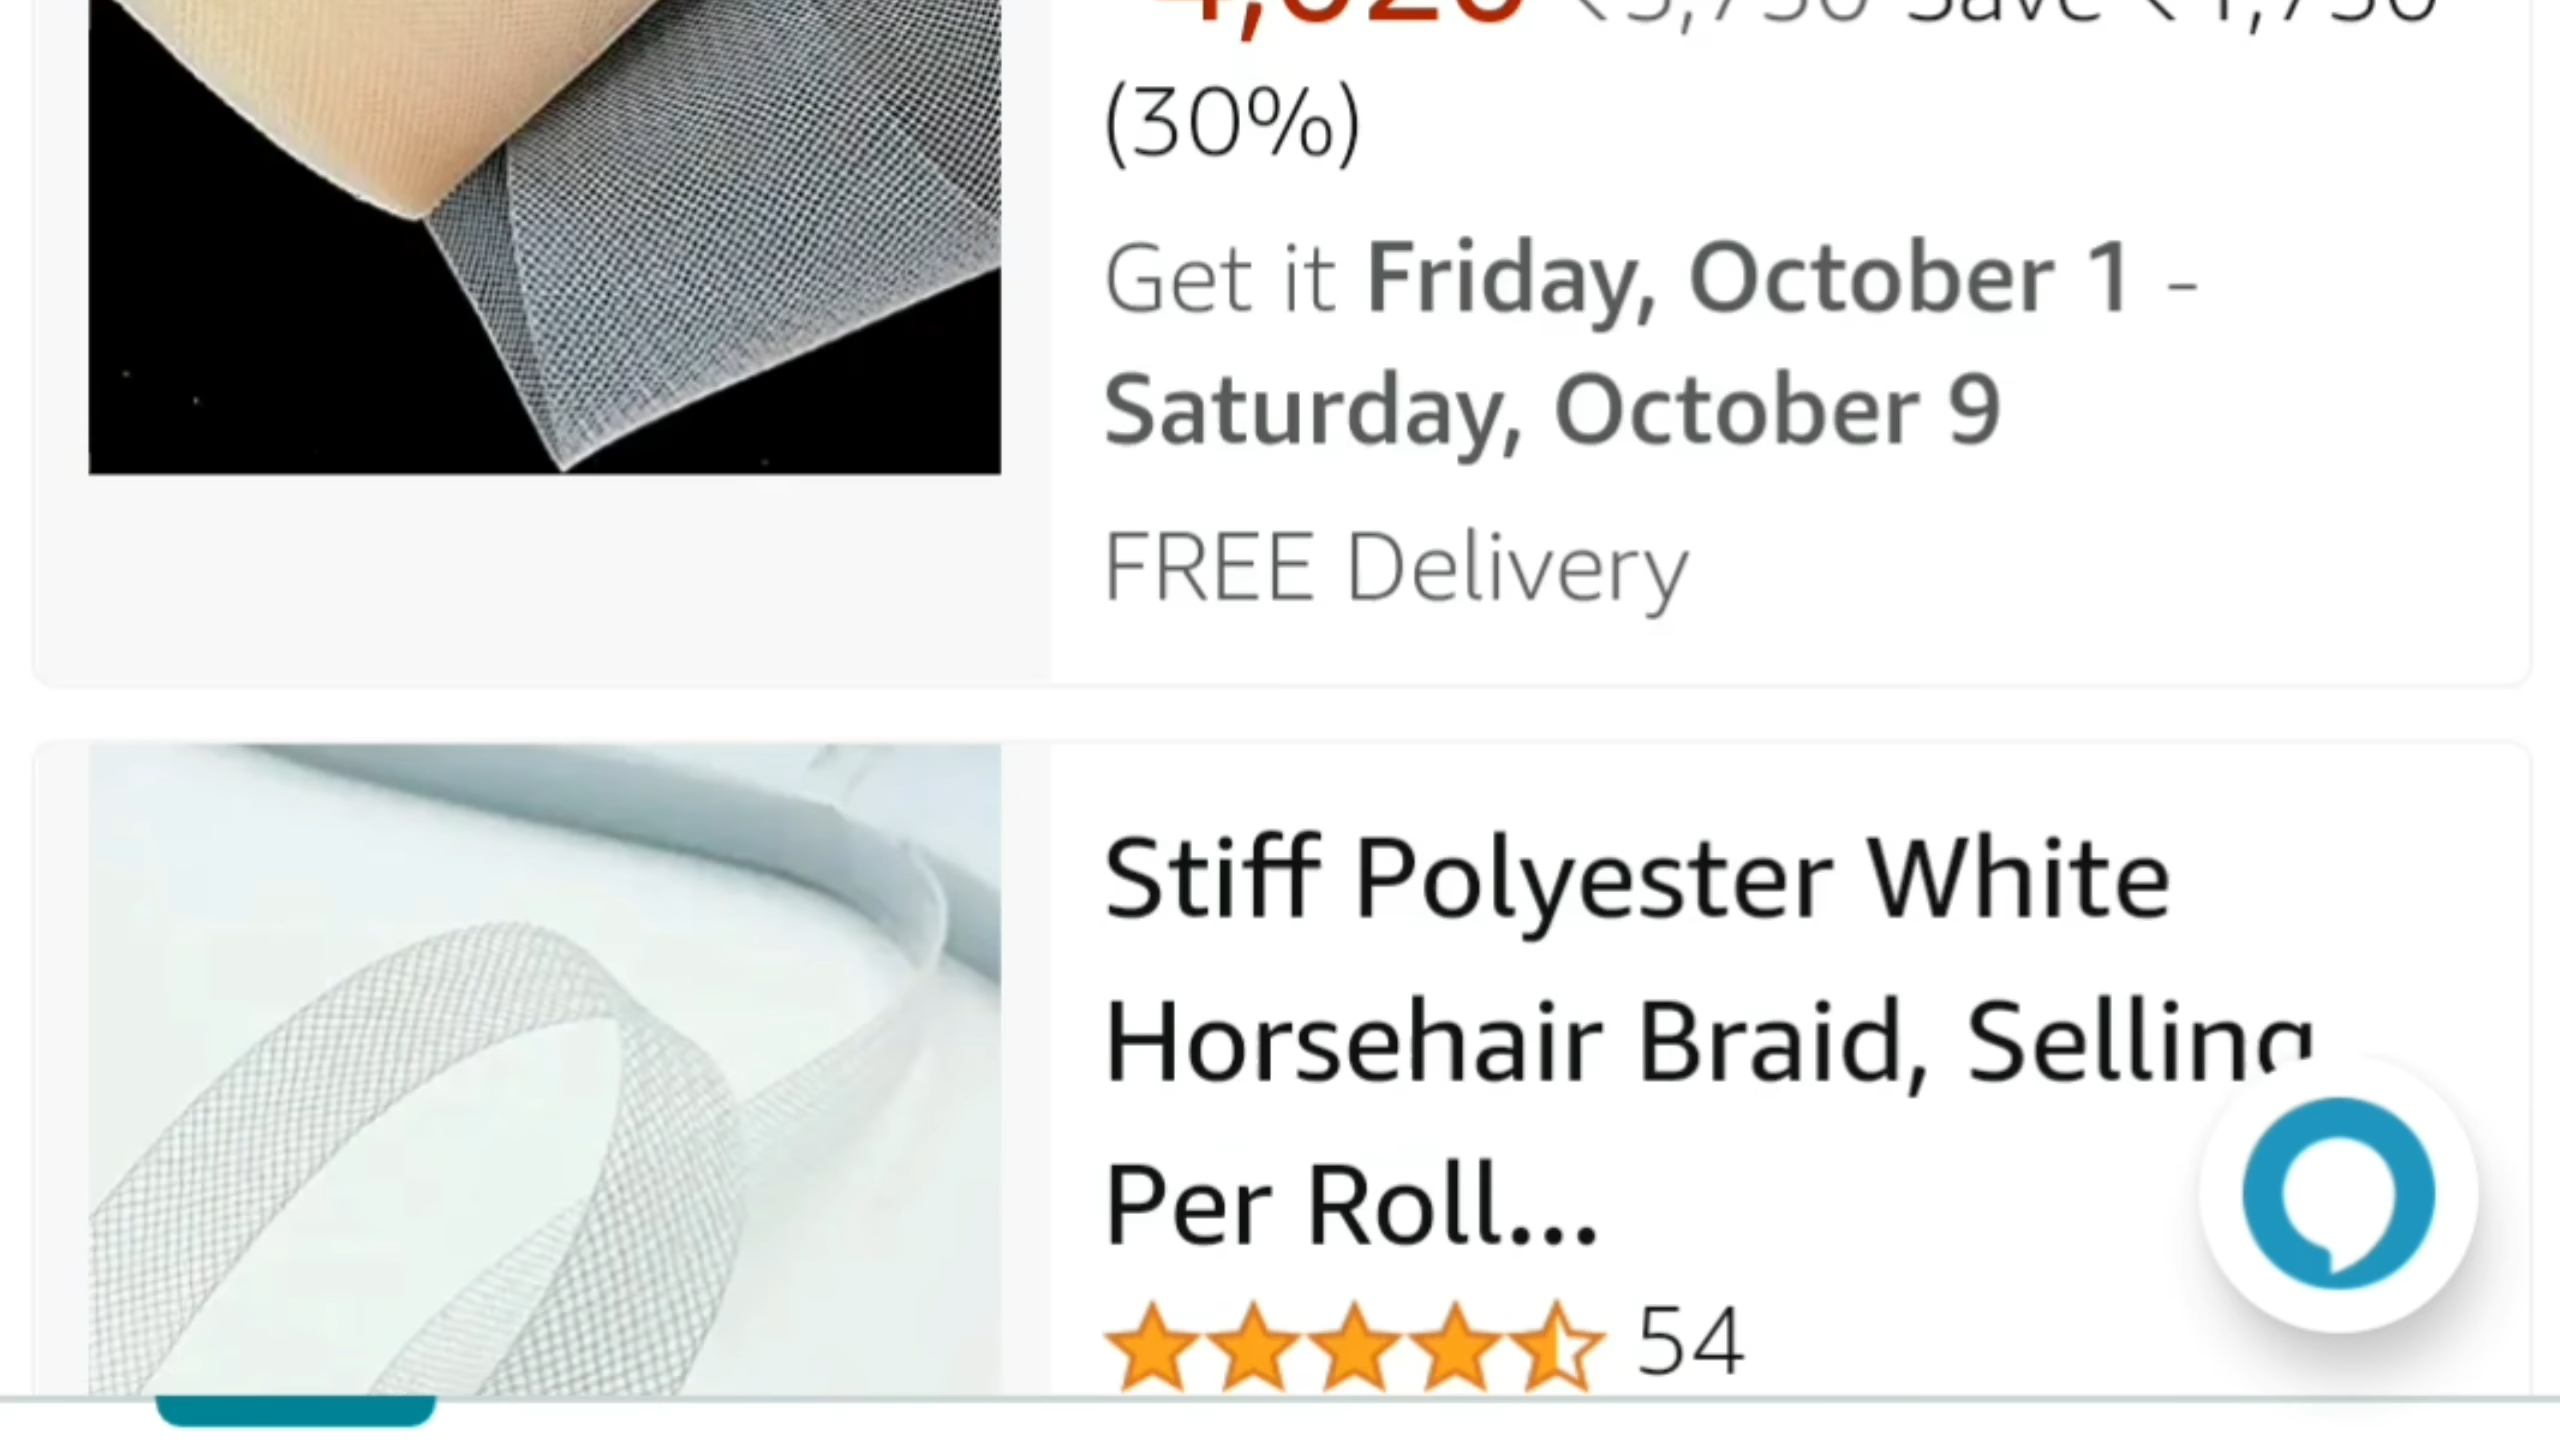 Save
(30%)
Get it Friday, October 1 -
Saturday, October 9
FREE Delivery
Stiff Polyester White
Horsehair Braid, Selling
Per Roll...
54